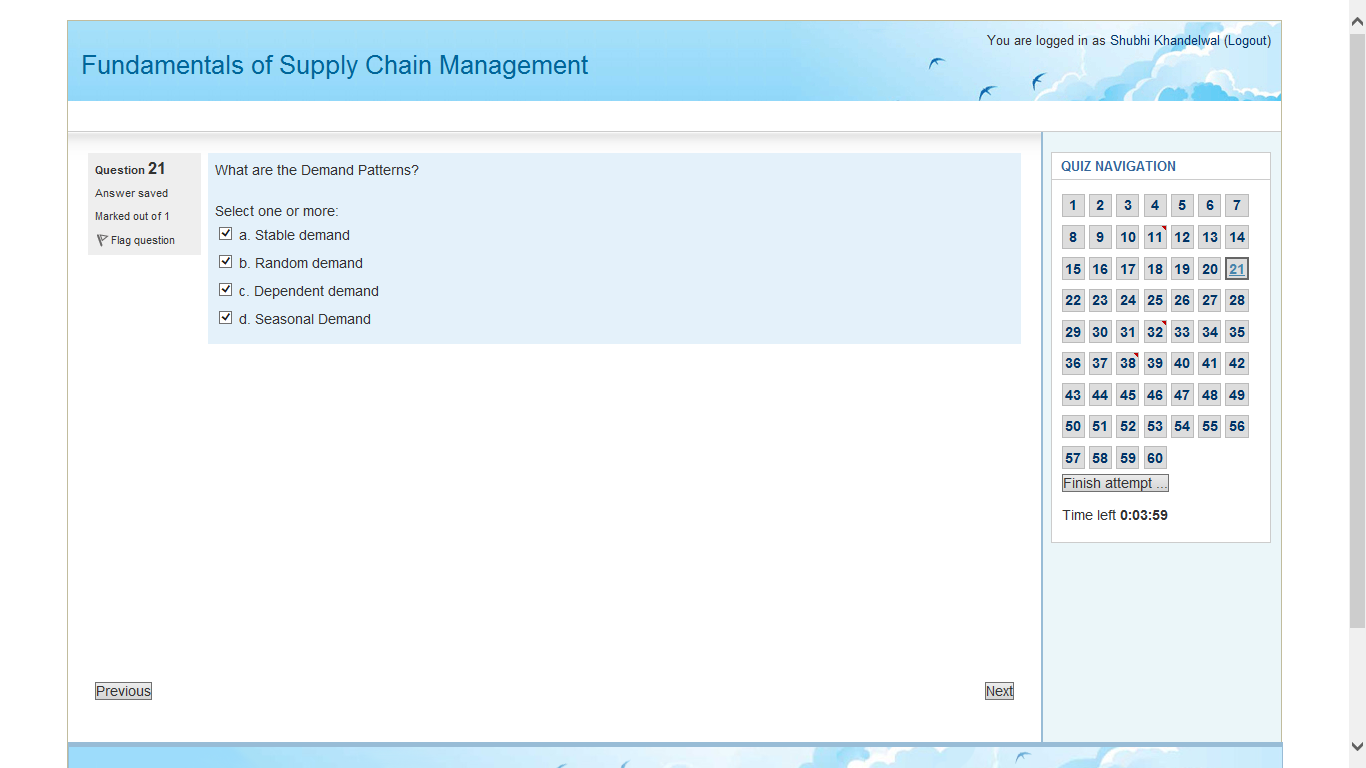 You are logged in as Shubhi Khandelwal (Logout)
Fundamentals of Supply Chain Management
Question 21
Answer saved
Marked out of 1
Flag question
What are the Demand Patterns?
Select one or more:
a. Stable demand
b. Random demand
c. Dependent demand
d. Seasonal Demand
Previous
Next
QUIZ NAVIGATION
1 2 3 4 5 6 7
8 9 10 11 12 13 14
15 16 17 18 19 20 21
22 23 24 25 26 27 28
29 30 31 32 33 34 35
36 37 38 39 40 41 42
43 44 45 46 47 48 49
50 51 52 53 54 55 56
57 58 59 60
Finish attempt ...
Time left 0:03:59